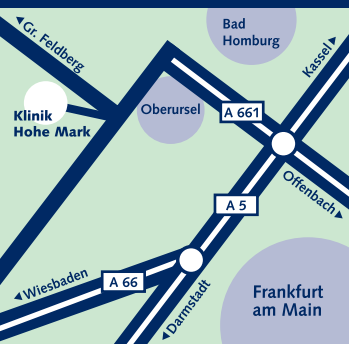 Gr. Feldberg
Bad
Homburg
Kassel
Klinik
Hohe Mark
Oberursel
A 661
Offenbach
A 5
Wiesbaden
A 66
Darmstadt
Frankfurt
am Main